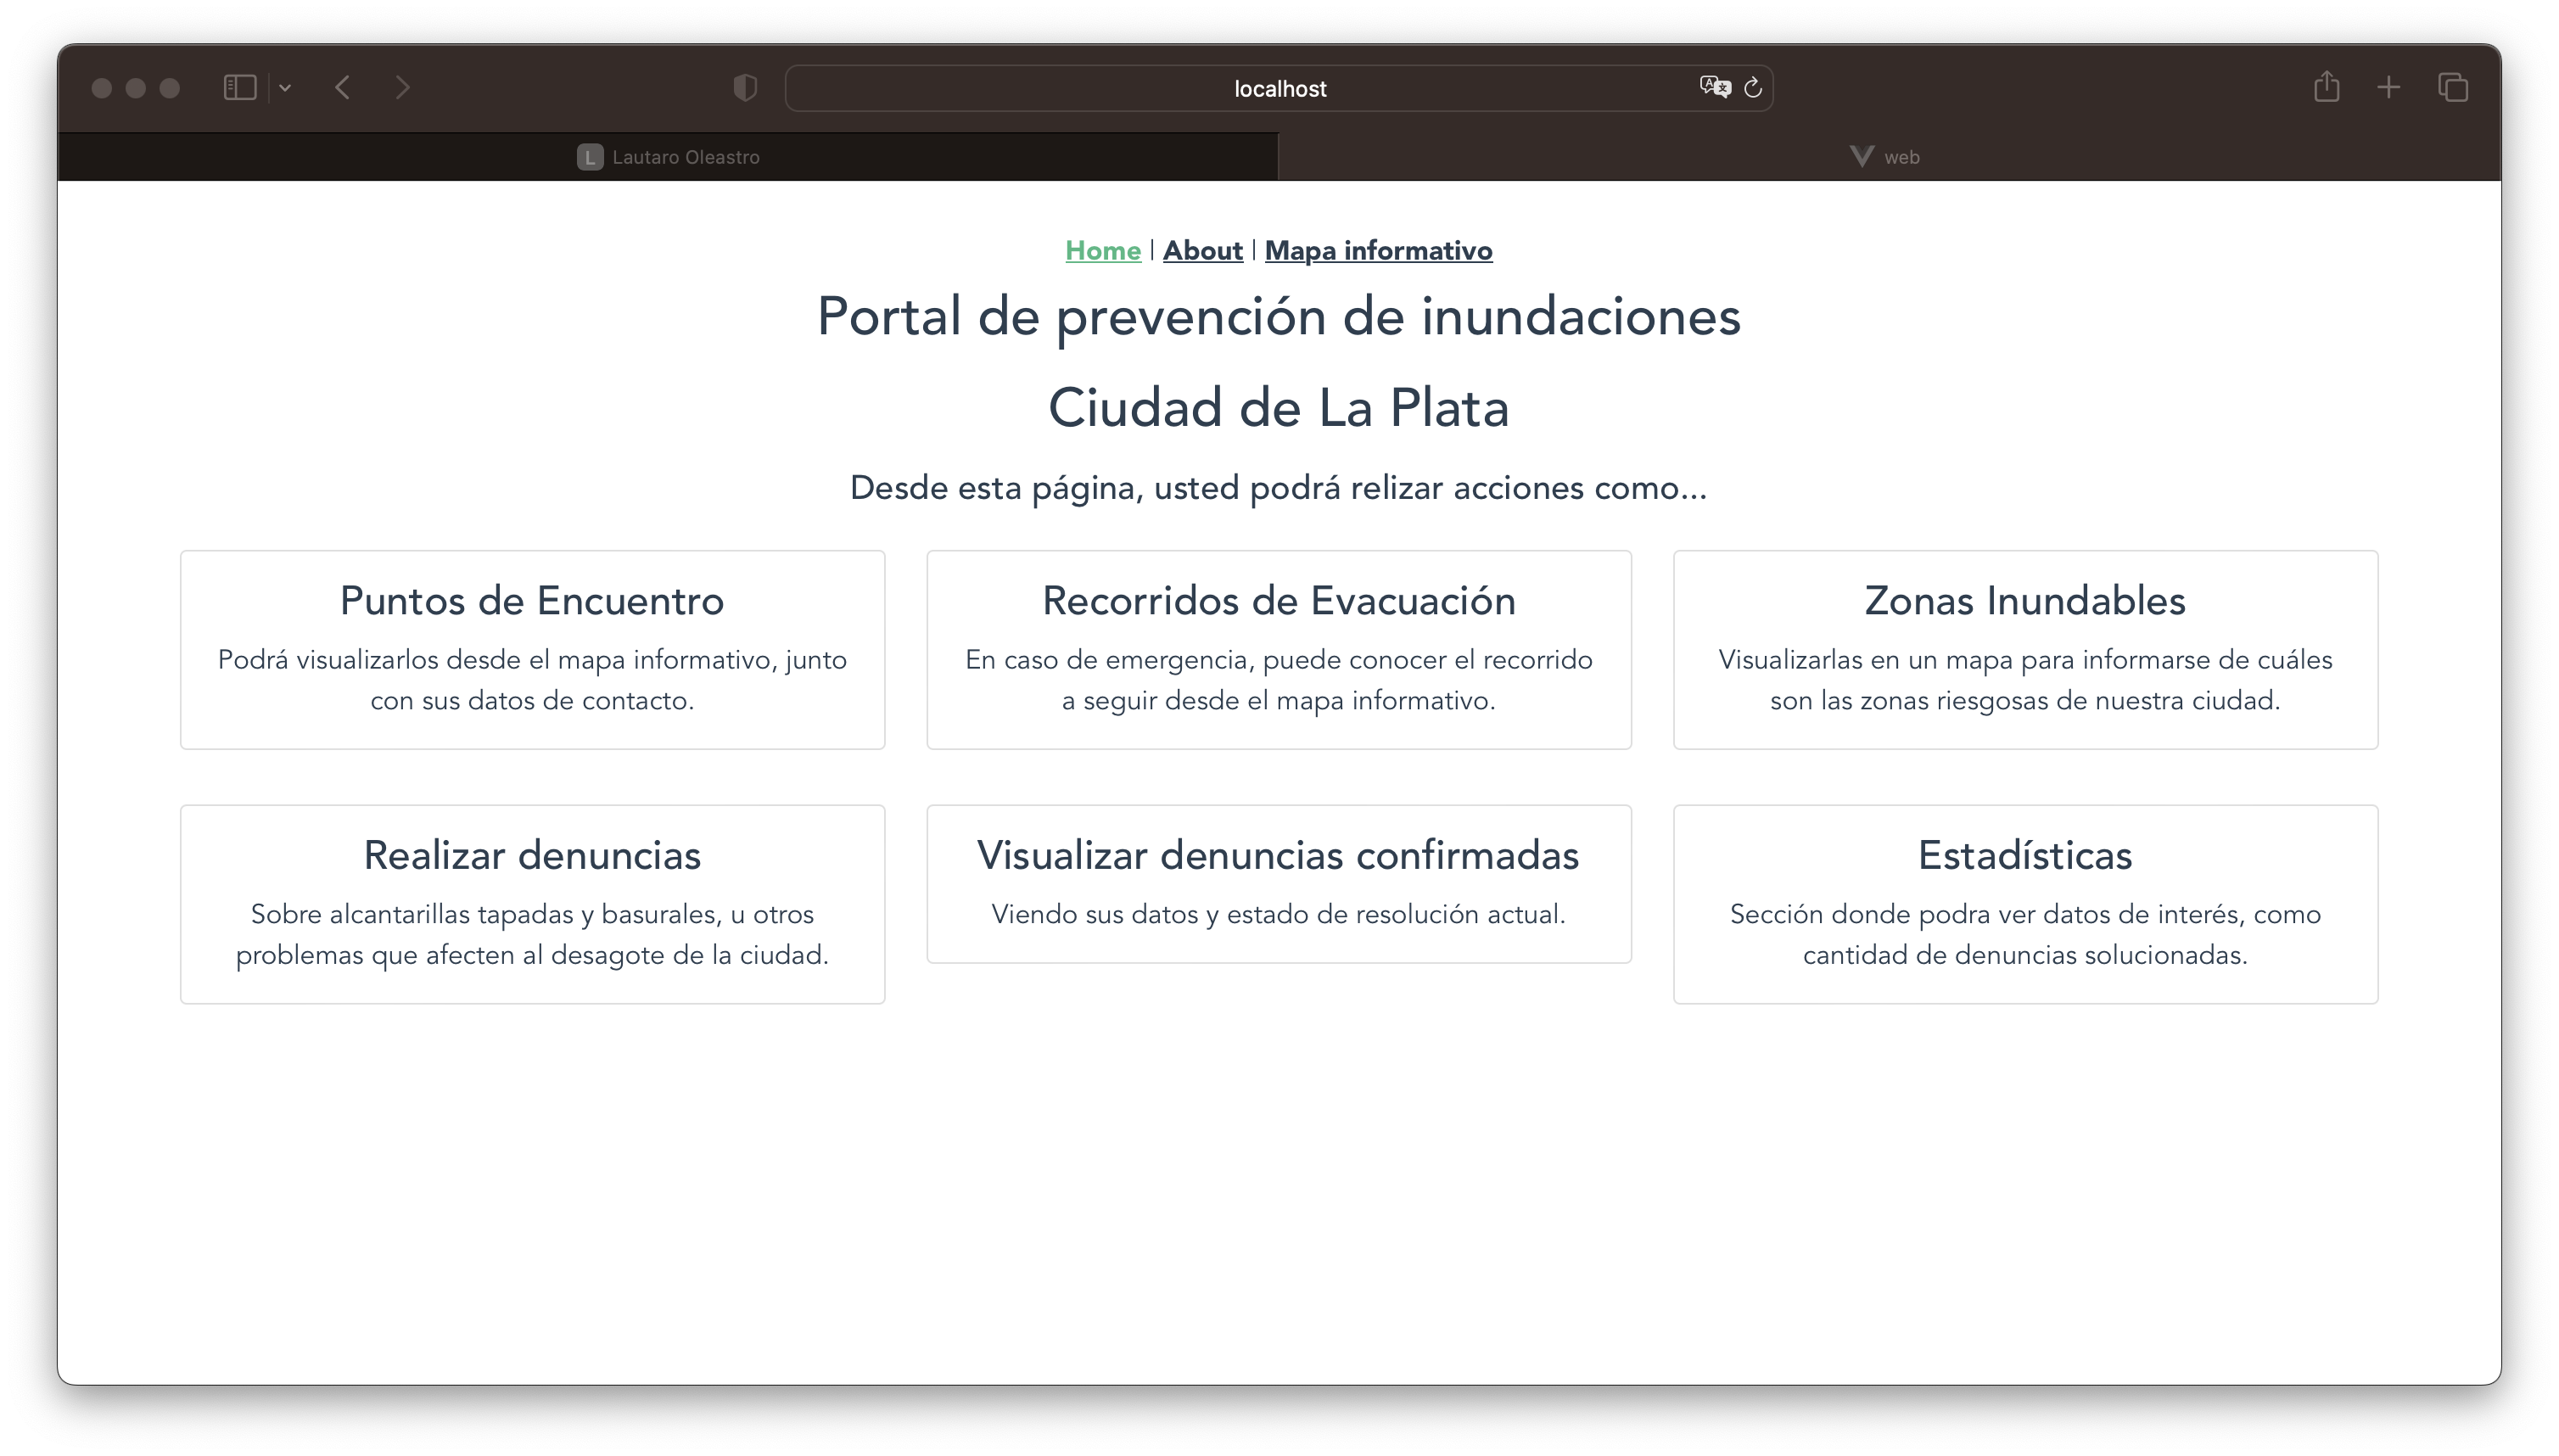 localhost
L Lautaro Oleastro
web
Home | About | Mapa informativo
Portal de prevención de inundaciones
Ciudad de La Plata
Desde esta página, usted podrá relizar acciones como...
Puntos de Encuentro
Podrá visualizarlos desde el mapa informativo, junto
con sus datos de contacto.
Recorridos de Evacuación
En caso de emergencia, puede conocer el recorrido
a seguir desde el mapa informativo.
Zonas Inundables
Visualizarlas en un mapa para informarse de cuáles
son las zonas riesgosas de nuestra ciudad.
Realizar denuncias
Sobre alcantarillas tapadas y basurales, u otros
problemas que afecten al desagote de la ciudad.
Visualizar denuncias confirmadas
Viendo sus datos y estado de resolución actual.
Estadísticas
Sección donde podra ver datos de interés, como
cantidad de denuncias solucionadas.